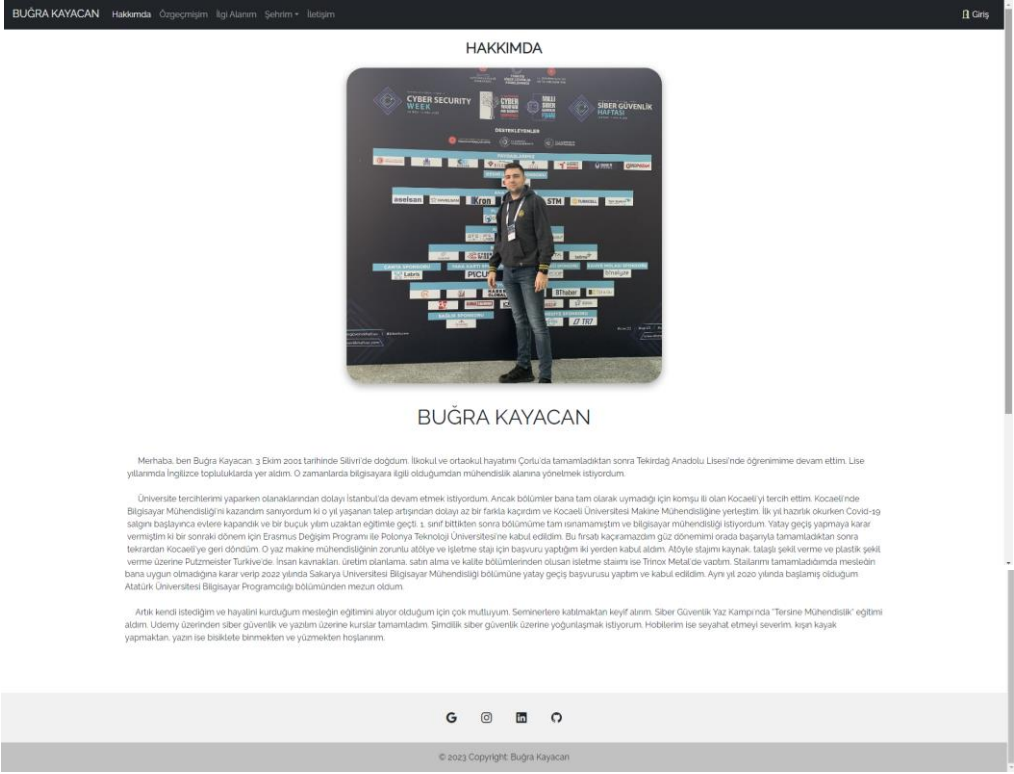 BUĞRA KAYACAN Hakkımda Özgeçmişim İlgi Alanım Şehrim İletişim Giriş
HAKKIMDA
CYBER SECURITY
WEEK
CYBER
SİBER GÜVENLİK
HAFTASI
DESTEKLEYENLER
aselsan
Kron
STM
TURKCELL
Labris
PICUS
BThaber
TR7
BUĞRA KAYACAN
Merhaba, ben Buğra Kayacan. 3 Ekim 2001 tarihinde Silivri'de doğdum. İlkokul ve ortaokul hayatımı Çorlu'da tamamladıktan sonra Tekirdağ Anadolu Lisesi'nde öğrenimime devam ettim. Lise
yıllarımda İngilizce topluluklarda yer aldım. O zamanlarda bilgisayara ilgili olduğumdan mühendislik alanına yönelmek istiyordum.
Üniversite tercihlerimi yaparken olanaklarından dolayı İstanbul'da devam etmek istiyordum. Ancak bölümler bana tam olarak uymadığı için komşu ili olan Kocaeli'yi tercih ettim. Kocaeli'nde
Bilgisayar Mühendisliği'ni kazandım sanıyordum ki o yıl yaşanan talep artışından dolayı az bir farkla kaçırdım ve Kocaeli Üniversitesi Makine Mühendisliğine yerleştim. İlk yıl hazırlık okurken Covid-19
salgını başlayınca evlere kapandık ve bir buçuk yılım uzaktan eğitimle geçti. 1. sınıf bittikten sonra bölümüme tam ısınamamıştım ve bilgisayar mühendisliği istiyordum. Yatay geçiş yapmaya karar
vermiştim ki bir sonraki dönem için Erasmus Değişim Programı ile Polonya Teknoloji Üniversitesi'ne kabul edildim. Bu fırsatı kaçıramazdım güz dönemimi orada başarıyla tamamladıktan sonra
tekrardan Kocaeli'ye geri döndüm. O yaz makine mühendisliğinin zorunlu atölye ve işletme stajı için başvuru yaptığım iki yerden kabul aldım. Atölye stajımı kaynak, talaşlı şekil verme ve plastik şekil
verme üzerine Putzmeister Turkiye'de. İnsan kaynakları, üretim planlama, satın alma ve kalite bölümlerinden oluşan işletme stajımı ise Trinox Metal'de yaptım. Stajlarımı tamamladığımda mesleğin
bana uygun olmadığına karar verip 2022 yılında Sakarya Üniversitesi Bilgisayar Mühendisliği bölümüne yatay geçiş başvurusu yaptım ve kabul edildim. Aynı yıl 2020 yılında başlamış olduğum
Atatürk Üniversitesi Bilgisayar Programcılığı bölümünden mezun oldum.
Artık kendi istediğim ve hayalini kurduğum mesleğin eğitimini alıyor olduğum için çok mutluyum. Seminerlere katılmaktan keyif alırım. Siber Güvenlik Yaz Kampı'nda "Tersine Mühendislik" eğitimi
aldım. Udemy üzerinden siber güvenlik ve yazılım üzerine kurslar tamamladım. Şimdilik siber güvenlik üzerine yoğunlaşmak istiyorum. Hobilerim ise seyahat etmeyi severim, kışın kayak
yapmaktan, yazın ise bisiklete binmekten ve yüzmekten hoşlanırım.
© 2023 Copyright: Buğra Kayacan